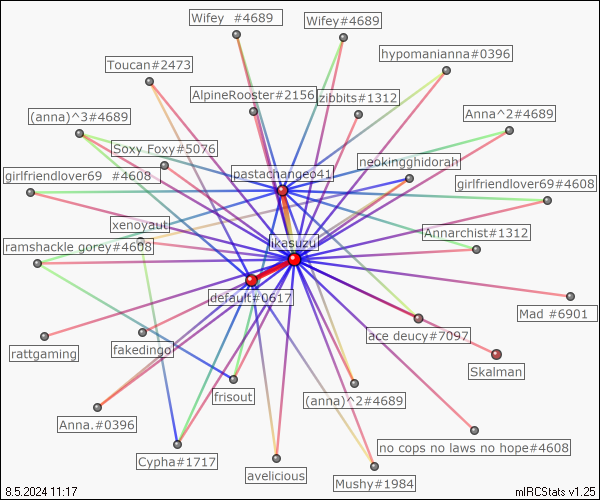 Wifey  #4689
Wifey#4689
hypomanianna#0396
Toucan#2473
AlpineRooster#2156
zibbits#1312
(anna)^3#4689
Anna^2#4689
Soxy Foxy#5076
neokingghidorah
pastachange041
girlfriendlover69  #4608
girlfriendlover69#4608
xenoyauti
Annarchist#1312
ramshackle gorey#4608
ikasuzu
default#0617
Mad #6901
ace deucy#7097
rattgaming
fakedingo
Skalman
frisout
(anna)^2#4689
Anna.#0396
no cops no laws no hope#4608
Cypha#1717
avelicious
Mushy#1984
8.5.2024 11:17
mIRCStats v1.25